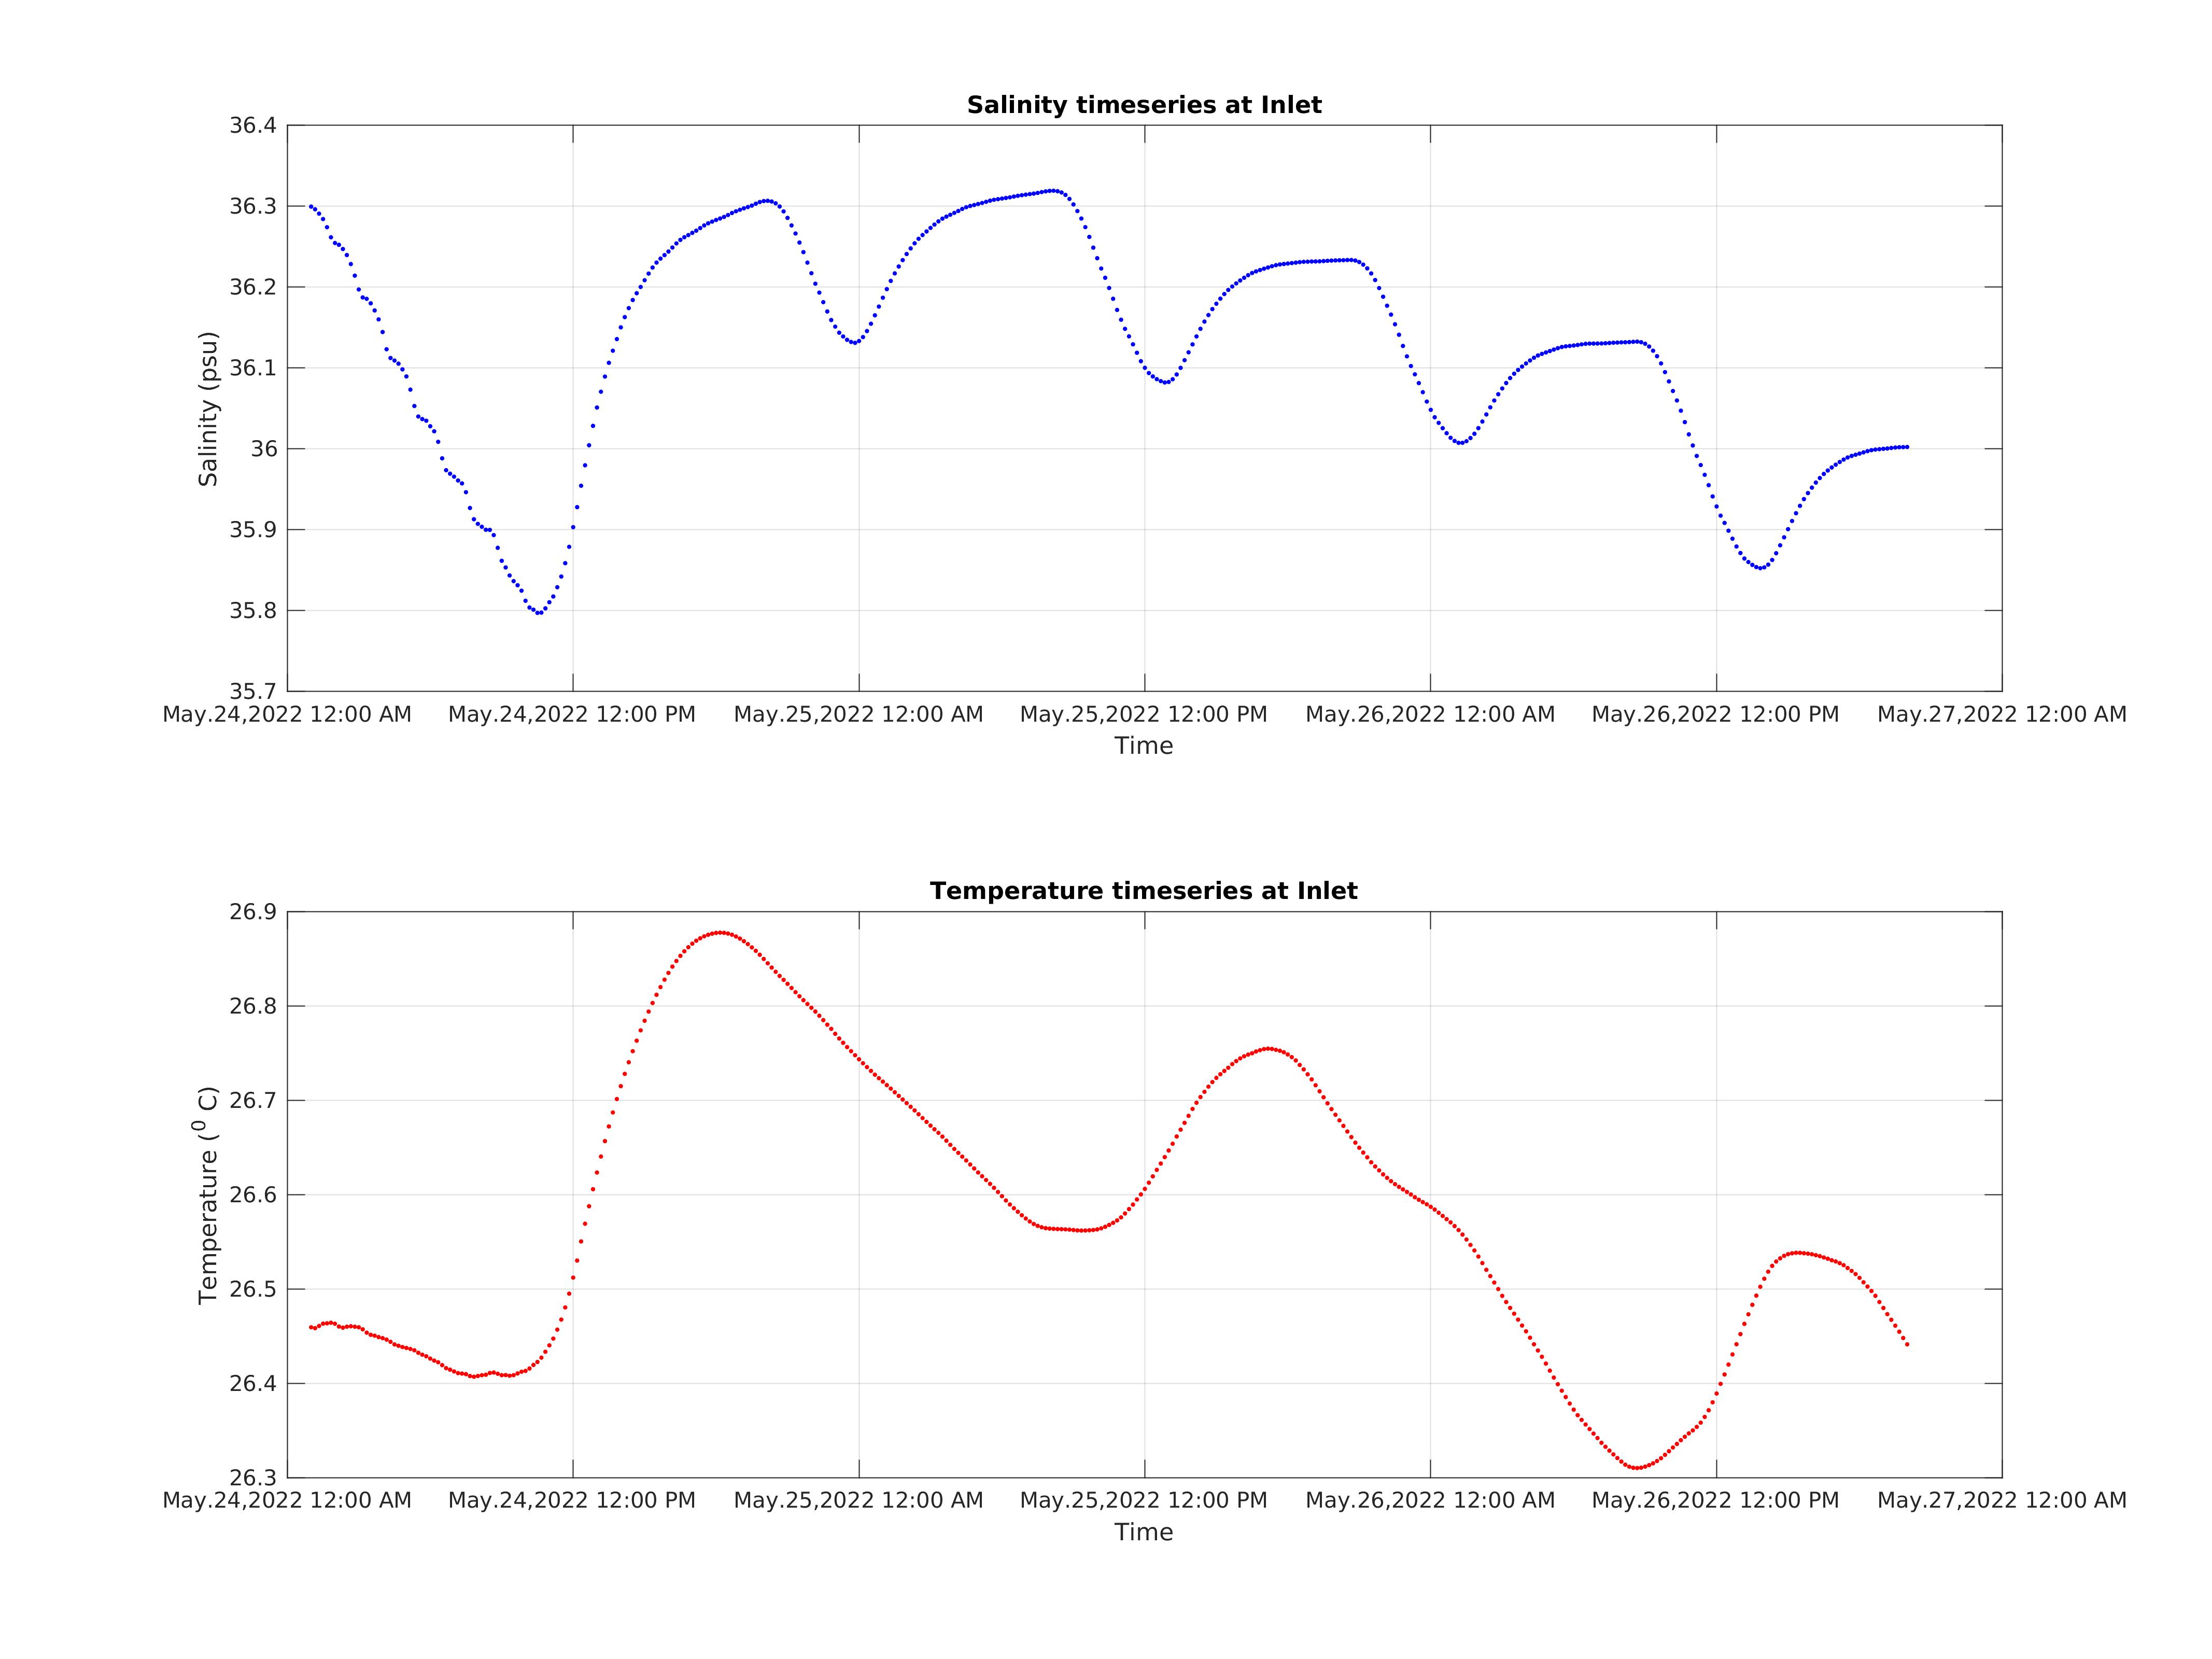 Salinity timeseries at Inlet
36.4
36.3
36.2
36.1
36
35.9
35.8
35.7
Salinity (psu)
May.24,2022 12:00 AM May.24,2022 12:00 PM May.25,2022 12:00 AM May.25,2022 12:00 PM May.26,2022 12:00 AM May.26,2022 12:00 PM May.27,2022 12:00 AM
Time
Temperature timeseries at Inlet
26.9
26.8
26.7
26.6
26.5
26.4
26.3
Temperature (⁰ C)
May.24,2022 12:00 AM May.24,2022 12:00 PM May.25,2022 12:00 AM May.25,2022 12:00 PM May.26,2022 12:00 AM May.26,2022 12:00 PM May.27,2022 12:00 AM
Time